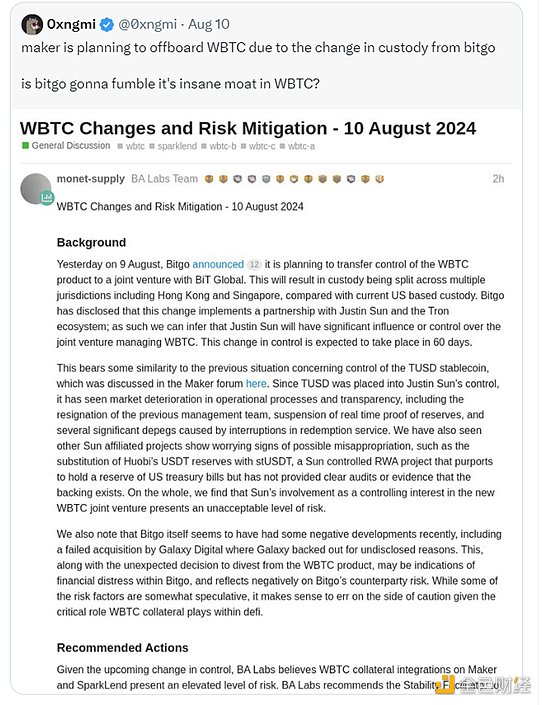 0xngmi @0xngmi · Aug 10
maker is planning to offboard WBTC due to the change in custody from bitgo
is bitgo gonna fumble it's insane moat in WBTC?
WBTC Changes and Risk Mitigation - 10 August 2024
General Discussion wbtc sparklend wbtc-b wbtc-c wbtc-a
monet-supply BA Labs Team 2h
WBTC Changes and Risk Mitigation - 10 August 2024
Background
Yesterday on 9 August, Bitgo announced 12 it is planning to transfer control of the WBTC
product to a joint venture with BiT Global. This will result in custody being split across multiple
jurisdictions including Hong Kong and Singapore, compared with current US based custody. Bitgo
has disclosed that this change implements a partnership with Justin Sun and the Tron
ecosystem; as such we can infer that Justin Sun will have significant influence or control over the
joint venture managing WBTC. This change in control is expected to take place in 60 days.
This bears some similarity to the previous situation concerning control of the TUSD stablecoin,
which was discussed in the Maker forum here. Since TUSD was placed into Justin Sun's control,
it has seen market deterioration in operational processes and transparency, including the
resignation of the previous management team, suspension of real time proof of reserves, and
several significant depegs caused by interruptions in redemption service. We have also seen
other Sun affiliated projects show worrying signs of possible misappropriation, such as the
substitution of Huobi's USDT reserves with stUSDT, a Sun controlled RWA project that purports
to hold a reserve of US treasury bills but has not provided clear audits or evidence that the
backing exists. On the whole, we find that Sun's involvement as a controlling interest in the new
WBTC joint venture presents an unacceptable level of risk.
We also note that Bitgo itself seems to have had some negative developments recently, including
a failed acquisition by Galaxy Digital where Galaxy backed out for undisclosed reasons. This,
along with the unexpected decision to divest from the WBTC product, may be indications of
financial distress within Bitgo, and reflects negatively on Bitgo's counterparty risk. While some of
the risk factors are somewhat speculative, it makes sense to err on the side of caution given the
critical role WBTC collateral plays within defi.
Recommended Actions
Given the upcoming change in control, BA Labs believes WBTC collateral integrations on Maker
and SparkLend present an elevated level of risk. BA Labs recommends the Stability
金色财经